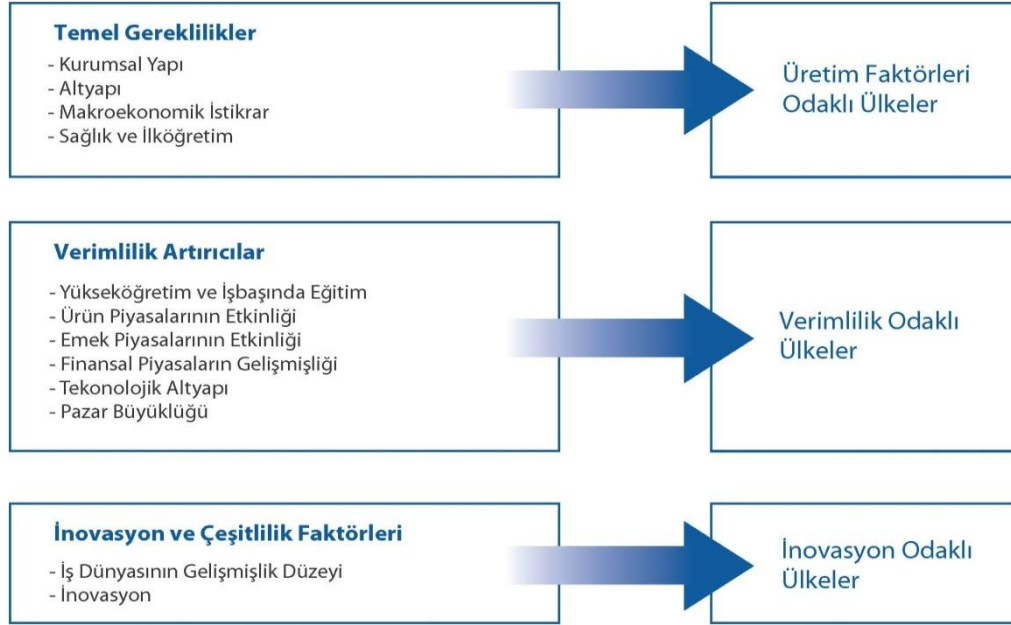 Temel Gereklilikler
- Kurumsal Yapı
- Altyapı
- Makroekonomik İstikrar
- Sağlık ve İlköğretim
Üretim Faktörleri
Odaklı Ülkeler
Verimlilik Artırıcılar
- Yükseköğretim ve İşbaşında Eğitim
- Ürün Piyasalarının Etkinliği
- Emek Piyasalarının Etkinliği
- Finansal Piyasaların Gelişmişliği
- Tekonolojik Altyapı
- Pazar Büyüklüğü
Verimlilik Odaklı
Ülkeler
İnovasyon ve Çeşitlilik Faktörleri
- İş Dünyasının Gelişmişlik Düzeyi
- İnovasyon
İnovasyon Odaklı
Ülkeler